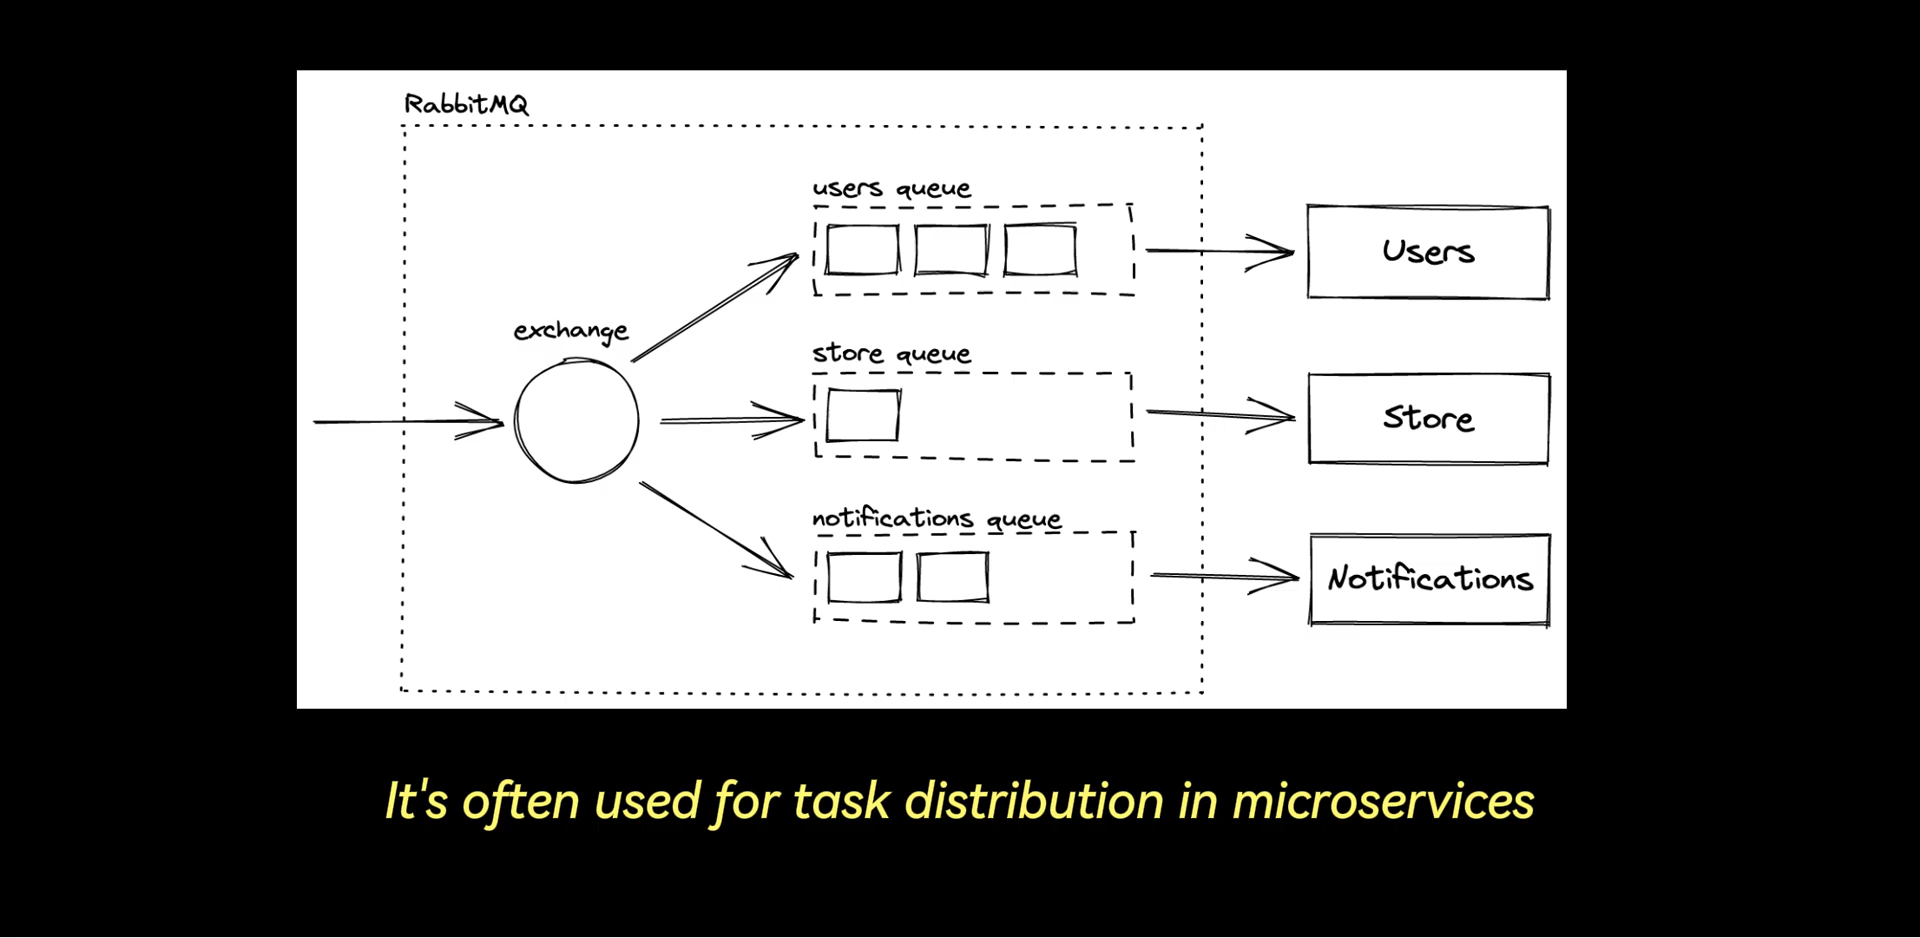 RabbitMQ
users queue
Users
exchange
store queue
Store
notifications queue
Notifications
It's often used for task distribution in microservices